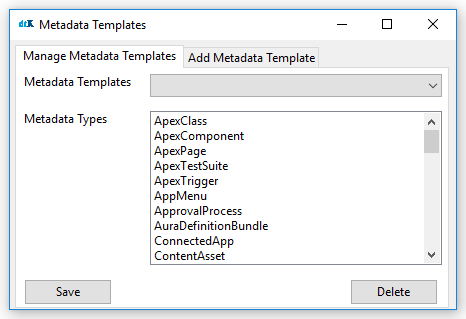 dtX Metadata Templates
Manage Metadata Templates Add Metadata Template
Metadata Templates
Metadata Types
ApexClass
ApexComponent
ApexPage
ApexTestSuite
ApexTrigger
AppMenu
ApprovalProcess
AuraDefinitionBundle
ConnectedApp
ContentAsset
Save Delete